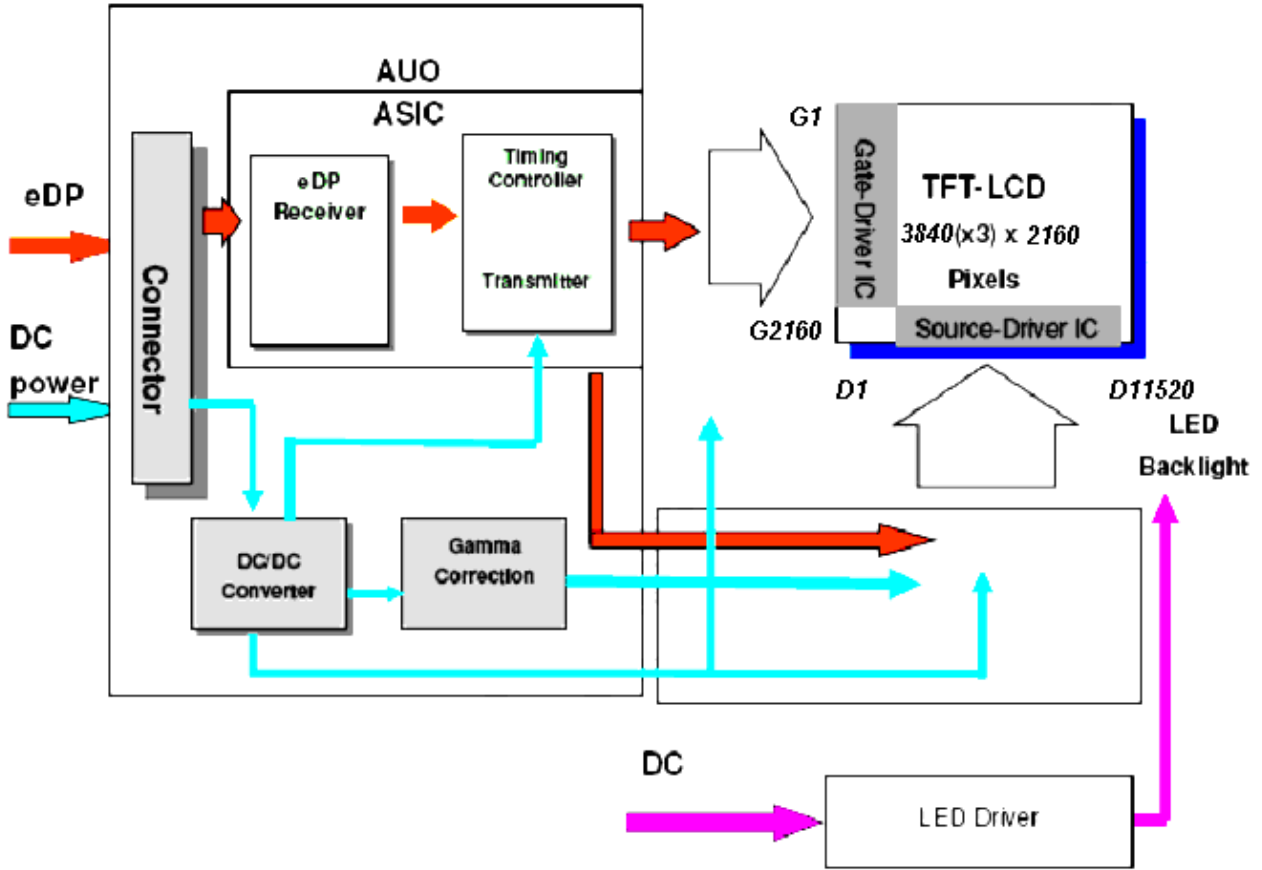 AUO
ASIC
eDP
Receiver
Timing
Controller
Transmitter
eDP
DC
power
Connector
DC/DC
Converter
Gamma
Correction
G1
G2160
Gate-Driver IC
TFT-LCD
3840(x3) x 2160
Pixels
Source-Driver IC
D1
D11520
LED
Backlight
DC
LED Driver